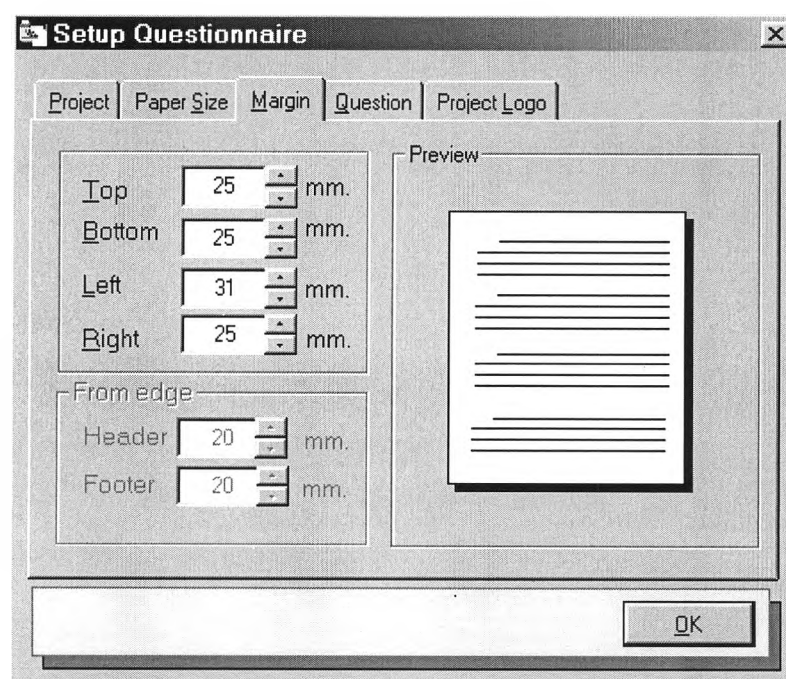 Setup Questionnaire
Project Paper Size Margin Question Project Logo
Top 25 mm.
Bottom 25 mm.
Left 31 mm.
Right 25 mm.
From edge
Header 20 mm.
Footer 20 mm.
Preview
OK